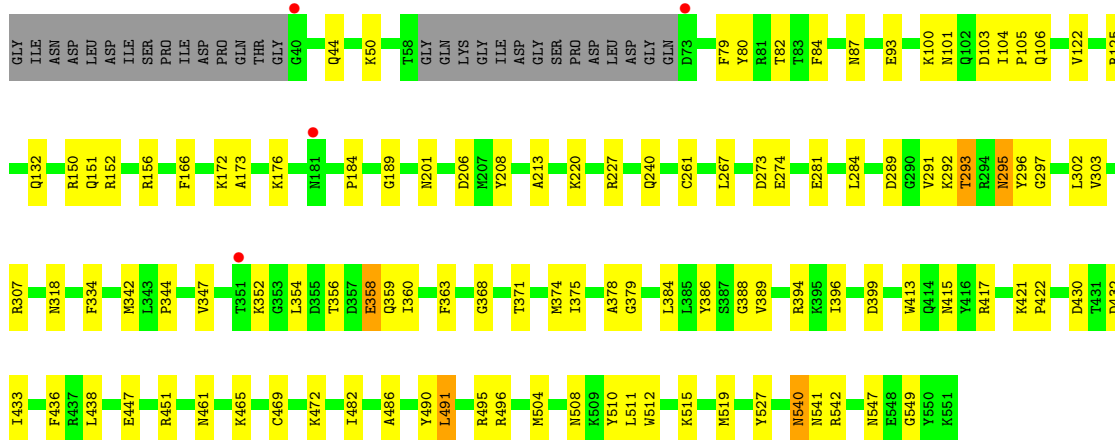 GLY ILE ASN ASP LEU ASP ILE SER PRO ILE ASP PRO GLN THR GLY G40 Q44 K50 T58 GLY GLN LYS GLY ILE ASP GLY SER PRO ASP LEU ASP GLY GLN D73 F79 Y80 R81 T82 T83 F84 N87 E93 K100 N101 Q102 D103 I104 P105 Q106 V122
Q132 R150 Q151 R152 R156 F166 K172 A173 K176 N181 P184 G189 N201 D206 M207 Y208 A213 K220 R227 Q240 C261 L267 D273 E274 E281 L284 D289 G290 V291 K292 T293 R294 N295 Y296 G297 L302 V303
R307 N318 F334 M342 L343 P344 V347 T351 K352 G353 L354 D355 T356 D357 E358 Q359 I360 F363 G368 T371 M374 I375 A378 G379 L384 L385 Y386 S387 G388 V389 R394 K395 I396 D399 W413 Q414 N415 Y416 R417 K421 P422 D430 T431
I433 F436 R437 L438 E447 R451 N461 K465 C469 K472 I482 A486 Y490 L491 R495 R496 M504 N508 K509 Y510 L511 W512 K515 M519 Y527 N540 N541 R542 N547 E548 G549 Y550 K551